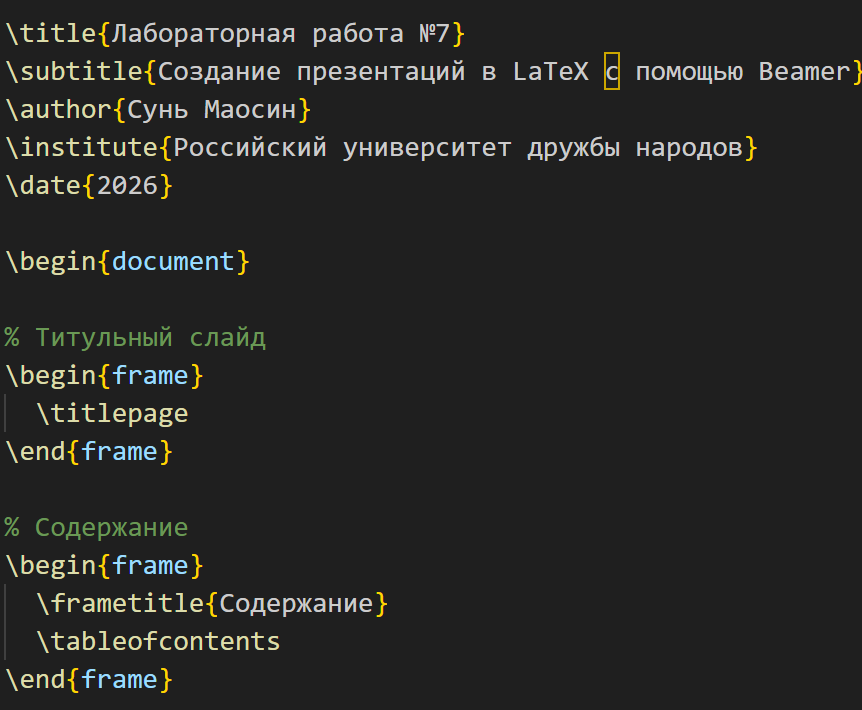 \title{Лабораторная работа №7}
\subtitle{Создание презентаций в LaTeX с помощью Beamer}
\author{Сунь Маосин}
\institute{Российский университет дружбы народов}
\date{2026}
\begin{document}
% Титульный слайд
\begin{frame}
\titlepage
\end{frame}
% Содержание
\begin{frame}
\frametitle{Содержание}
\tableofcontents
\end{frame}